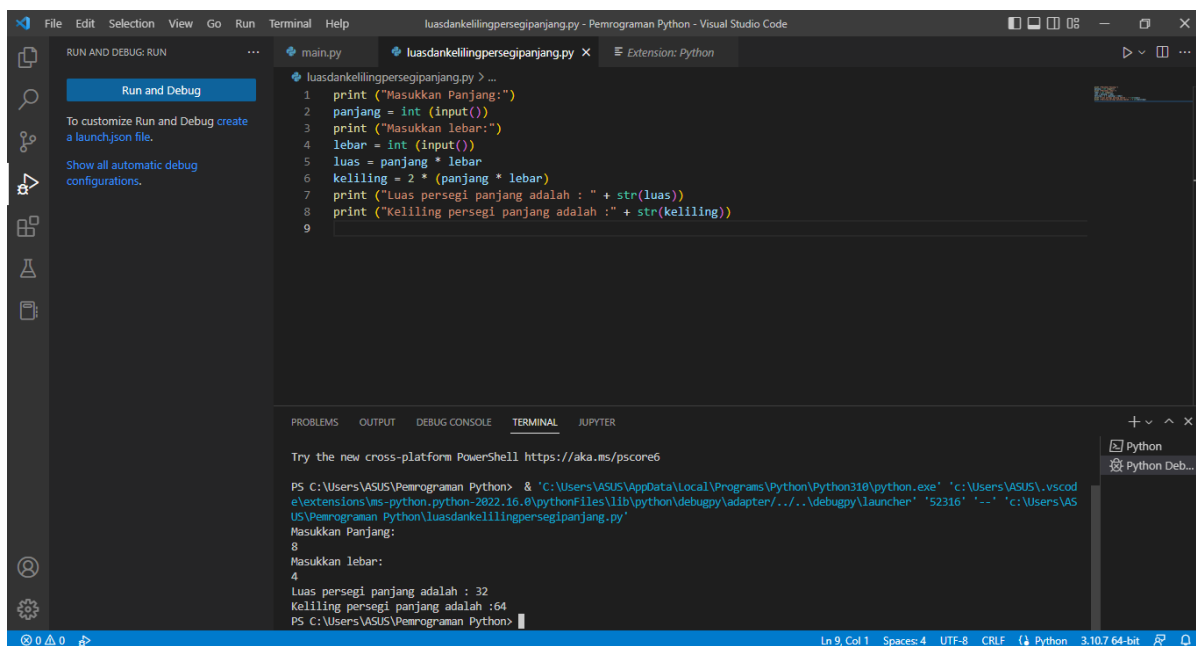 File Edit Selection View Go Run Terminal Help
luasdankelilingpersegipanjang.py - Pemrograman Python - Visual Studio Code
RUN AND DEBUG: RUN ...
Run and Debug
To customize Run and Debug create
a launch.json file.
Show all automatic debug
configurations.
main.py luasdankelilingpersegipanjang.py Extension: Python
luasdankelilingpersegipanjang.py > ...
1 print ("Masukkan Panjang:")
2 panjang = int (input())
3 print ("Masukkan lebar:")
4 lebar = int (input())
5 luas = panjang * lebar
6 keliling = 2 * (panjang * lebar)
7 print ("Luas persegi panjang adalah : " + str(luas))
8 print ("Keliling persegi panjang adalah :" + str(keliling))
9
PROBLEMS OUTPUT DEBUG CONSOLE TERMINAL JUPYTER
Try the new cross-platform PowerShell https://aka.ms/pscore6
PS C:\Users\ASUS\Pemrograman Python> & 'C:\Users\ASUS\AppData\Local\Programs\Python\Python310\python.exe' 'c:\Users\ASUS\.vscod
e\extensions\ms-python.python-2022.16.0\pythonFiles\lib\python\debugpy\adapter/../..\debugpy\launcher' '52316' '--' 'c:\Users\AS
US\Pemrograman Python\luasdankelilingpersegipanjang.py'
Masukkan Panjang:
8
Masukkan lebar:
4
Luas persegi panjang adalah : 32
Keliling persegi panjang adalah :64
PS C:\Users\ASUS\Pemrograman Python>
Python
Python Deb...
0 0
Ln 9, Col 1 Spaces: 4 UTF-8 CRLF Python 3.10.7 64-bit